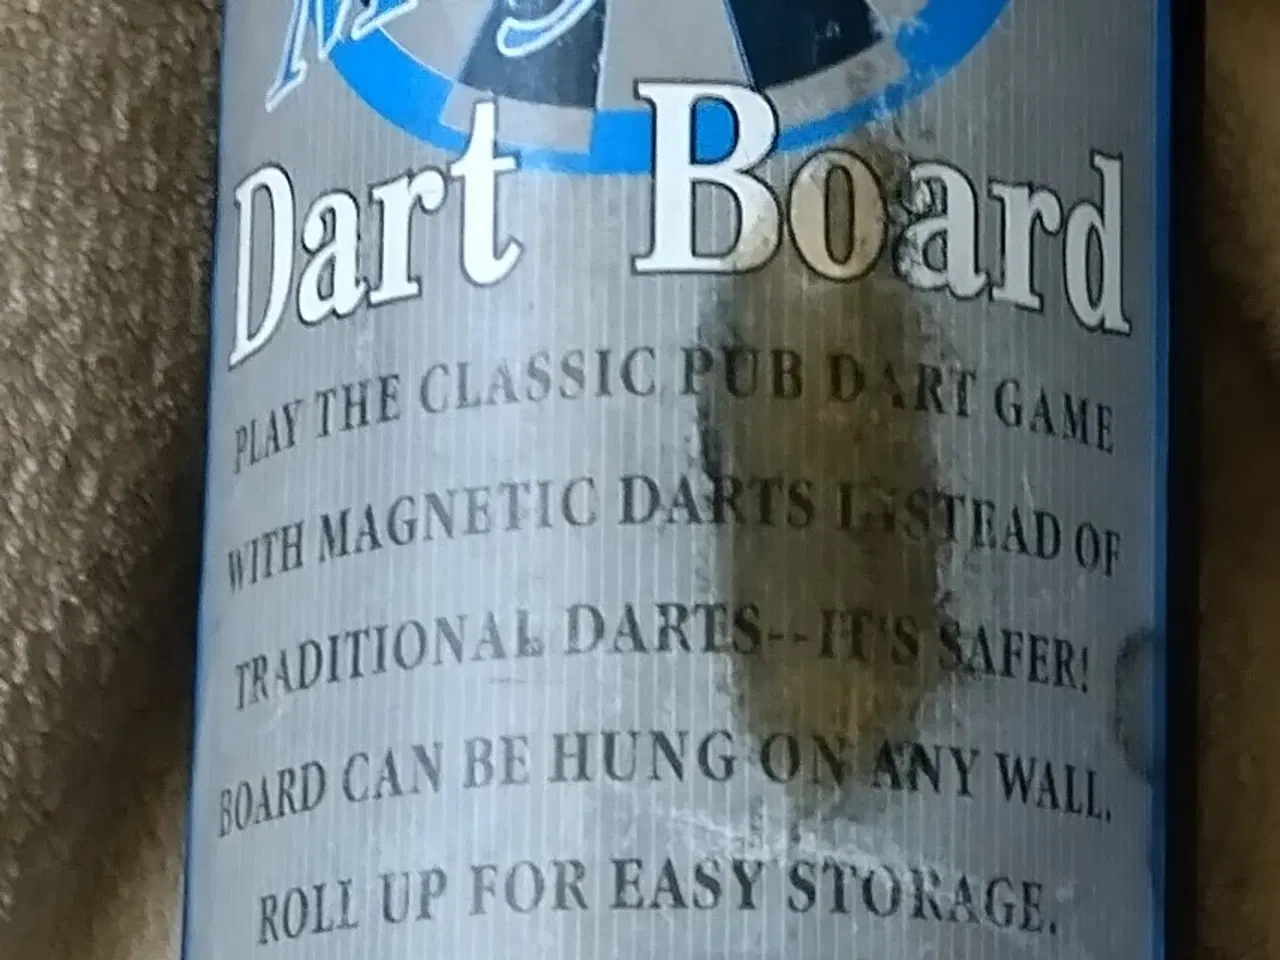 Dart Board
PLAY THE CLASSIC PUB DART GAME
WITH MAGNETIC DARTS INSTEAD OF
TRADITIONAL DARTS--IT'S SAFER!
BOARD CAN BE HUNG ON ANY WALL.
ROLL UP FOR EASY STORAGE.